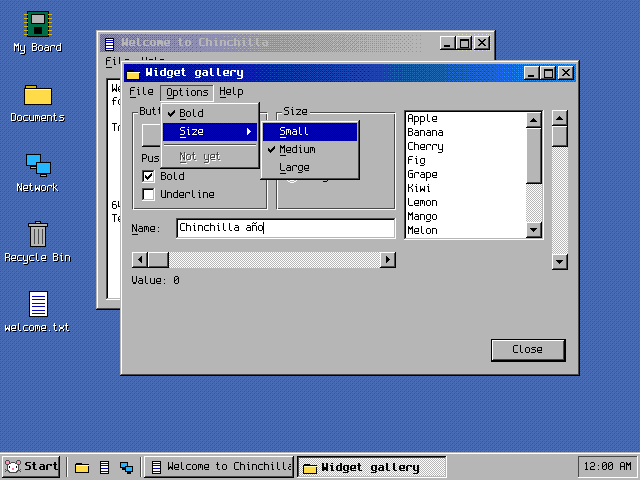 My Board
Documents
Network
Recycle Bin
welcome.txt
Welcome to Chinchilla
File Help
Widget gallery
File Options Help
Bold
Size
Not yet
Small
Medium
Large
Size
Bold
Underline
Name: Chinchilla año
Value: 0
Apple
Banana
Cherry
Fig
Grape
Kiwi
Lemon
Mango
Melon
Close
Start
Welcome to Chinchilla
Widget gallery
12:00 AM